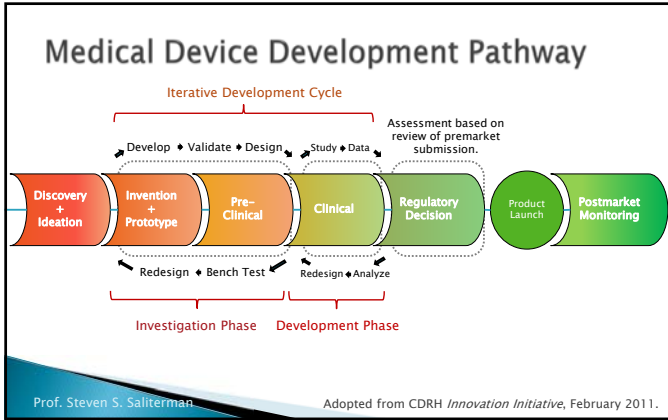 Medical Device Development Pathway
Iterative Development Cycle
Assessment based on
review of premarket
submission.
Develop Validate Design
Study Data
Discovery
+
Ideation
Invention
+
Prototype
Pre-
Clinical
Clinical
Regulatory
Decision
Product
Launch
Postmarket
Monitoring
Redesign Bench Test
Redesign Analyze
Investigation Phase
Development Phase
Prof. Steven S. Saliterman
Adopted from CDRH Innovation Initiative, February 2011.